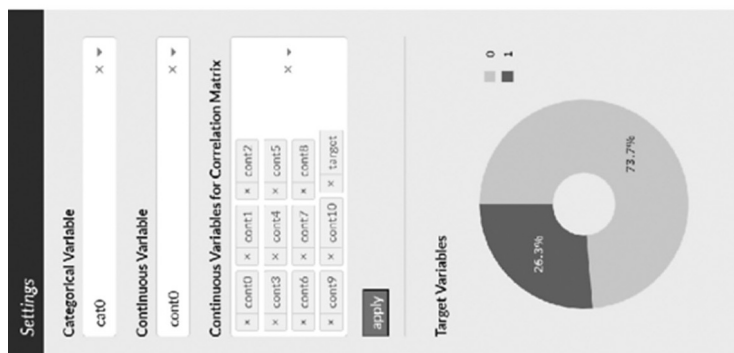 Settings
Categorical Variable
cat0 × ▼
Continuous Variable
cont0 × ▼
Continuous Variables for Correlation Matrix
× cont0 × cont1 × cont2
× cont3 × cont4 × cont5
× cont6 × cont7 × cont8
× cont9 × cont10 × target
× ▼
apply
Target Variables
0
1
26.3%
73.7%